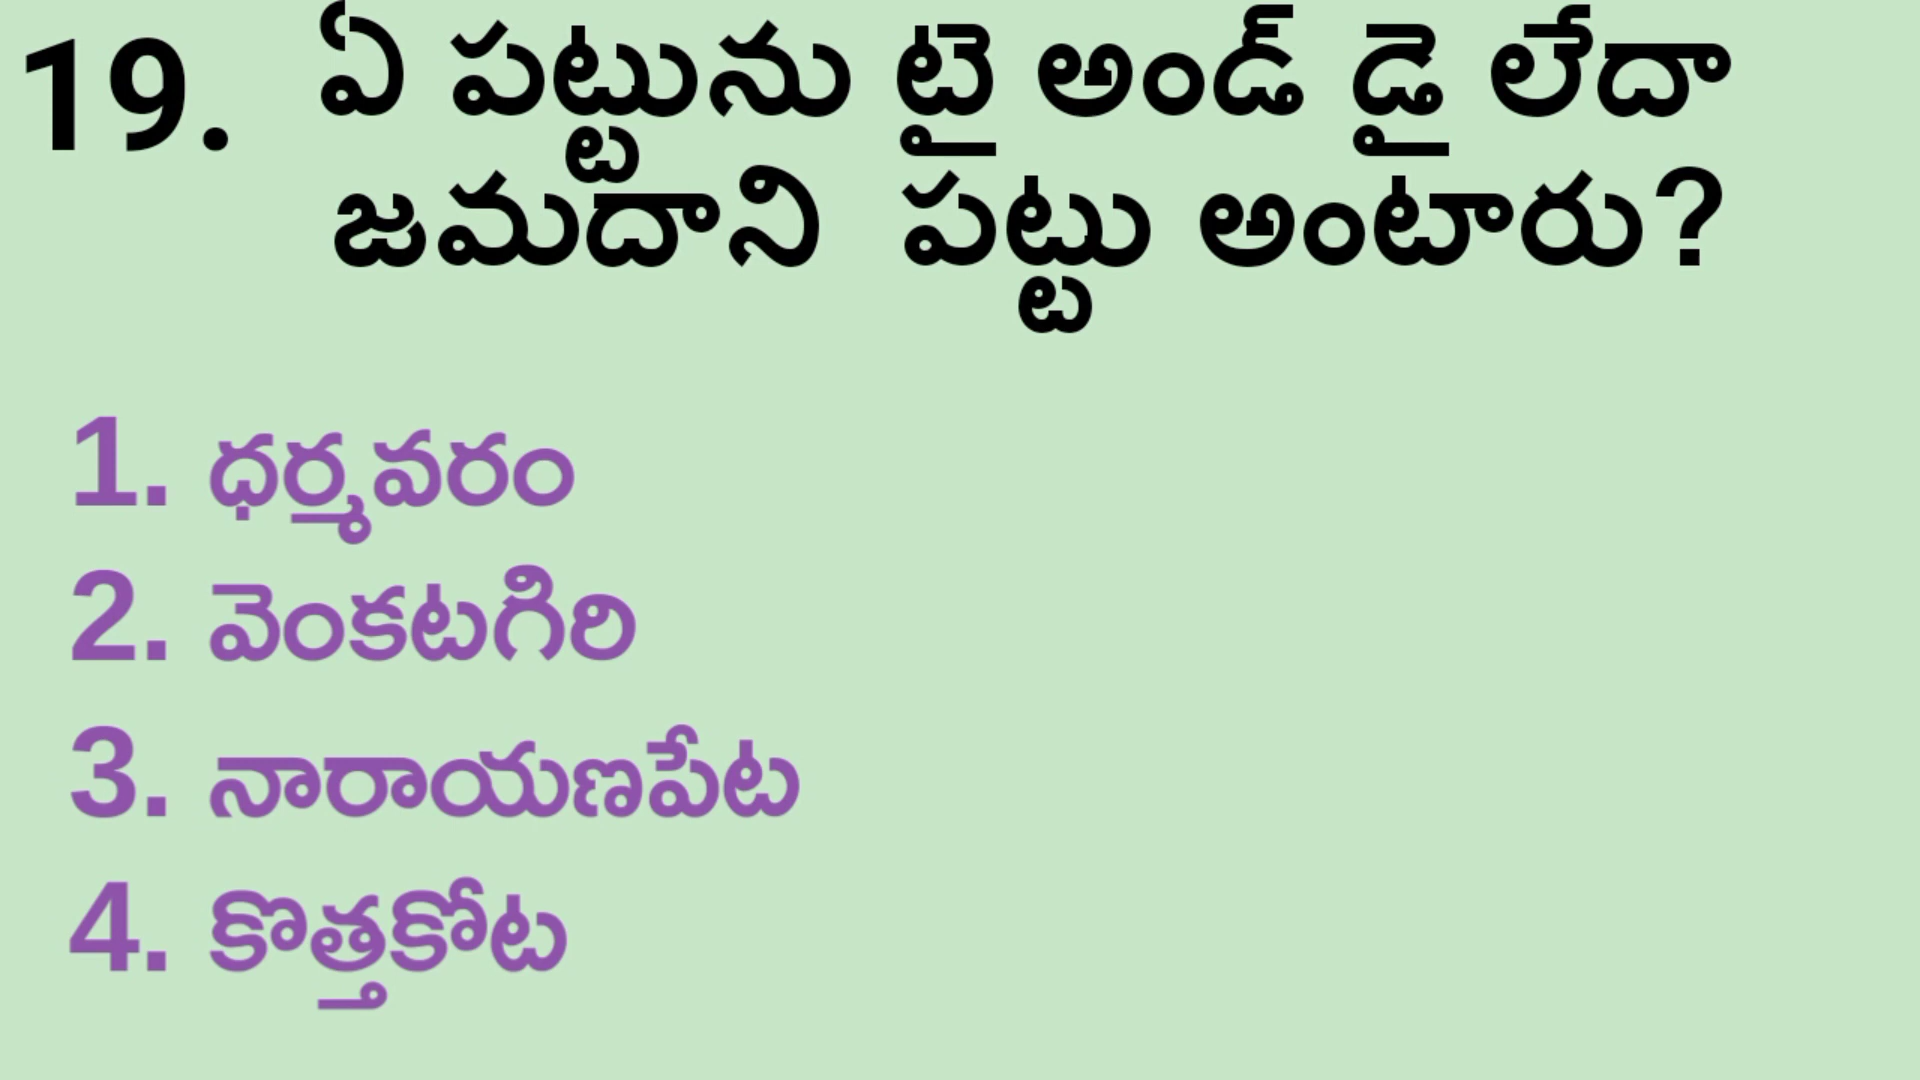 19. ఏ పట్టును టై అండ్ డై లేదా
జమదాని పట్టు అంటారు?
1. ధర్మవరం
2. వెంకటగిరి
3. నారాయణపేట
4. కొత్తకోట